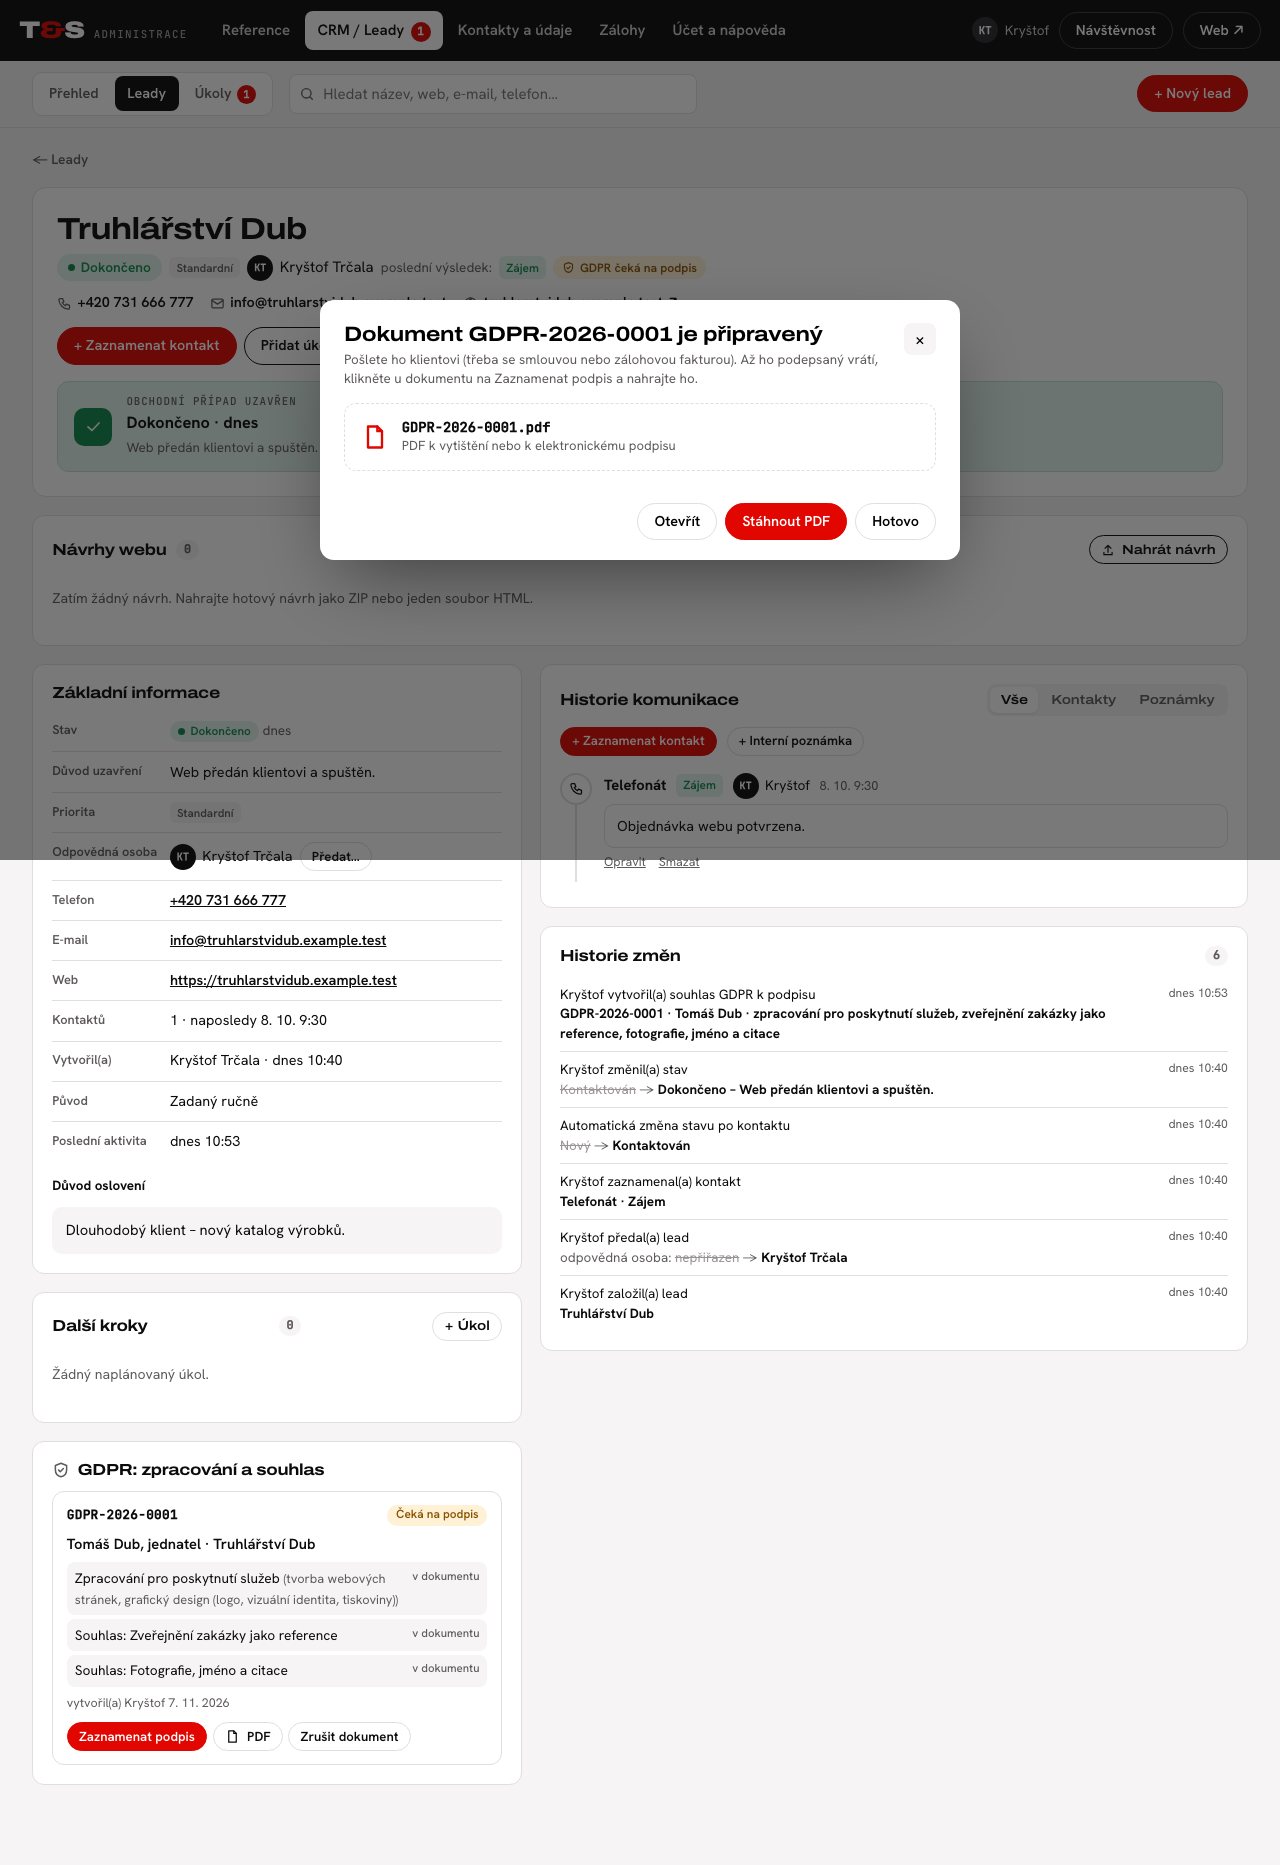 T&S ADMINISTRACE
Reference
CRM / Leady 1
Kontakty a údaje
Zálohy
Účet a nápověda
KT Kryštof
Návštěvnost
Web ↗
Přehled
Leady
Úkoly 1
Hledat název, web, e-mail, telefon...
+ Nový lead
← Leady
Truhlářství Dub
Dokončeno
Standardní
KT Kryštof Trčala
poslední výsledek:
Zájem
GDPR čeká na podpis
+420 731 666 777
+ Zaznamenat kontakt
OBCHODNÍ PŘÍPAD UZAVŘEN
Dokončeno · dnes
Web předán klientovi a spuštěn.
Dokument GDPR-2026-0001 je připravený
×
Pošlete ho klientovi (třeba se smlouvou nebo zálohovou fakturou). Až ho podepsaný vrátí,
klikněte u dokumentu na Zaznamenat podpis a nahrajte ho.
GDPR-2026-0001.pdf
PDF k vytištění nebo k elektronickému podpisu
Otevřít
Stáhnout PDF
Hotovo
Návrhy webu 0
Nahrát návrh
Zatím žádný návrh. Nahrajte hotový návrh jako ZIP nebo jeden soubor HTML.
Základní informace
Stav Dokončeno dnes
Důvod uzavření Web předán klientovi a spuštěn.
Priorita Standardní
Odpovědná osoba KT Kryštof Trčala Předat...
Telefon +420 731 666 777
E-mail info@truhlarstvidub.example.test
Web https://truhlarstvidub.example.test
Kontaktů 1 · naposledy 8. 10. 9:30
Vytvořil(a) Kryštof Trčala · dnes 10:40
Původ Zadaný ručně
Poslední aktivita dnes 10:53
Důvod oslovení
Dlouhodobý klient – nový katalog výrobků.
Další kroky 0
+ Úkol
Žádný naplánovaný úkol.
GDPR: zpracování a souhlas
GDPR-2026-0001 Čeká na podpis
Tomáš Dub, jednatel · Truhlářství Dub
Zpracování pro poskytnutí služeb (tvorba webových v dokumentu
stránek, grafický design (logo, vizuální identita, tiskoviny))
Souhlas: Zveřejnění zakázky jako reference v dokumentu
Souhlas: Fotografie, jméno a citace v dokumentu
vytvořil(a) Kryštof 7. 11. 2026
Zaznamenat podpis
PDF
Zrušit dokument
Historie komunikace
Vše
Kontakty
Poznámky
+ Zaznamenat kontakt
+ Interní poznámka
Telefonát Zájem KT Kryštof 8. 10. 9:30
Objednávka webu potvrzena.
Opravit Smazat
Historie změn 6
Kryštof vytvořil(a) souhlas GDPR k podpisu dnes 10:53
GDPR-2026-0001 · Tomáš Dub · zpracování pro poskytnutí služeb, zveřejnění zakázky jako
reference, fotografie, jméno a citace
Kryštof změnil(a) stav dnes 10:40
Kontaktován → Dokončeno – Web předán klientovi a spuštěn.
Automatická změna stavu po kontaktu dnes 10:40
Nový → Kontaktován
Kryštof zaznamenal(a) kontakt dnes 10:40
Telefonát · Zájem
Kryštof předal(a) lead dnes 10:40
odpovědná osoba: nepřiřazen → Kryštof Trčala
Kryštof založil(a) lead dnes 10:40
Truhlářství Dub